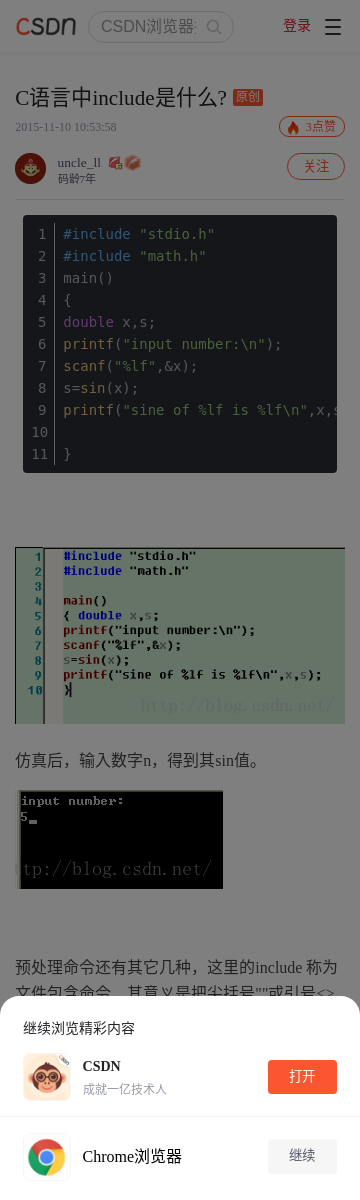 CSDN CSDN浏览器 登录
C语言中include是什么? 原创
2015-11-10 10:53:58 3点赞
uncle_ll 关注
码龄7年
1 #include "stdio.h"
2 #include "math.h"
3 main()
4 {
5 double x,s;
6 printf("input number:\n");
7 scanf("%lf",&x);
8 s=sin(x);
9 printf("sine of %lf is %lf\n",x,s
10
11 }
1 #include "stdio.h"
2 #include "math.h"
3
4 main()
5 { double x,s;
6 printf("input number:\n");
7 scanf("%lf",&x);
8 s=sin(x);
9 printf("sine of %lf is %lf\n",x,s);
10 }
http://blog.csdn.net/
仿真后，输入数字n，得到其sin值。
input number:
5
ttp://blog.csdn.net/
预处理命令还有其它几种，这里的include 称为
文件包含命令，其意义是把尖括号""或引号<>
继续浏览精彩内容
CSDN
成就一亿技术人
打开
Chrome浏览器
继续